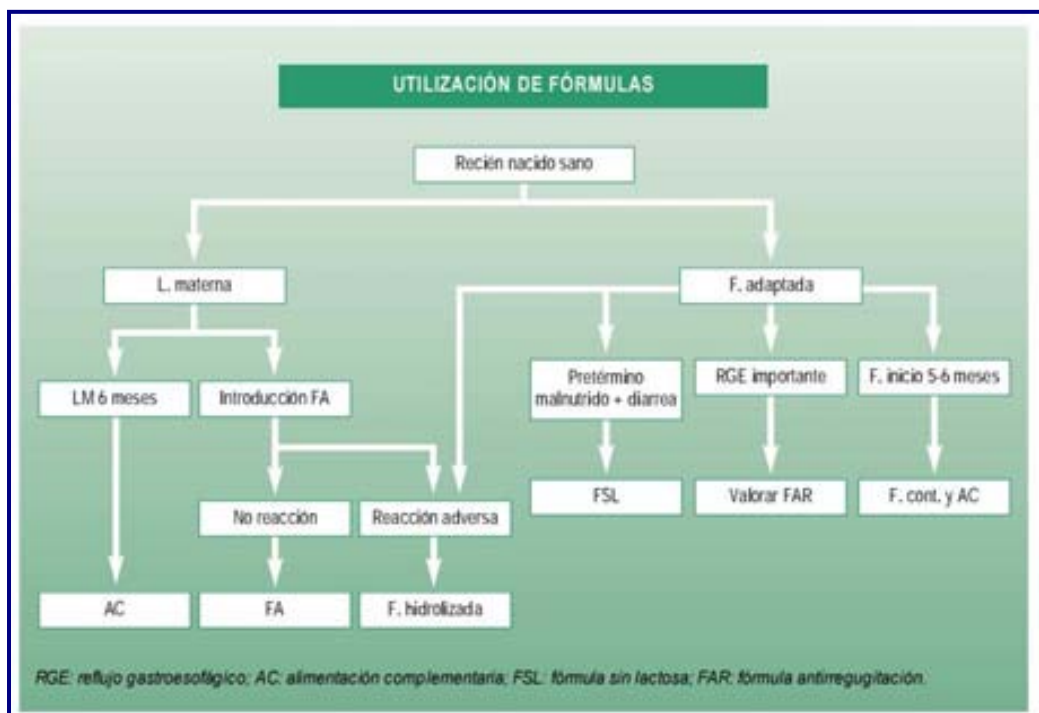 UTILIZACIÓN DE FÓRMULAS
Recién nacido sano
L. materna
F. adaptada
LM 6 meses
Introducción FA
Pretérmino
malnutrido + diarrea
RGE importante
F. inicio 5-6 meses
No reacción
Reacción adversa
FSL
Valorar FAR
F. cont. y AC
AC
FA
F. hidrolizada
RGE: reflujo gastroesofágico; AC: alimentación complementaria; FSL: fórmula sin lactosa; FAR: fórmula antirregugitación.